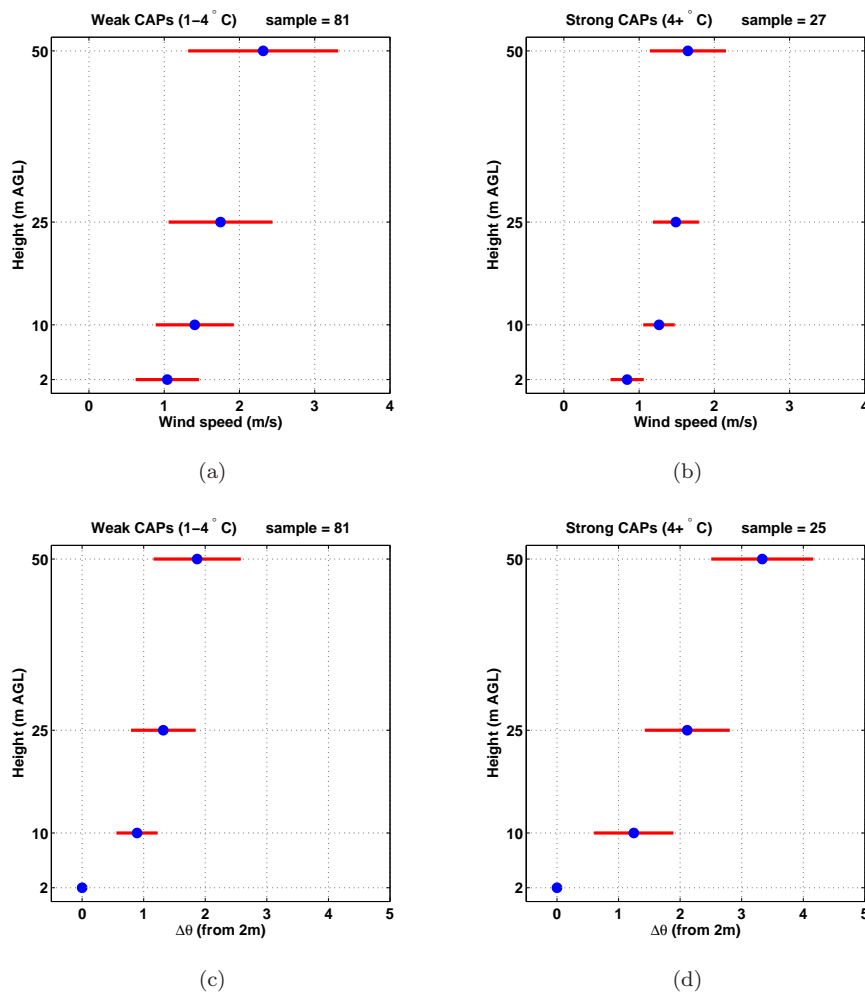 Weak CAPs (1−4 ° C) sample = 81
50
25
10
2
Height (m AGL)
0 1 2 3 4
Wind speed (m/s)
(a)
Strong CAPs (4+ ° C) sample = 27
50
25
10
2
Height (m AGL)
0 1 2 3 4
Wind speed (m/s)
(b)
Weak CAPs (1−4 ° C) sample = 81
50
25
10
2
Height (m AGL)
0 1 2 3 4 5
Δθ (from 2m)
(c)
Strong CAPs (4+ ° C) sample = 25
50
25
10
2
Height (m AGL)
0 1 2 3 4 5
Δθ (from 2m)
(d)